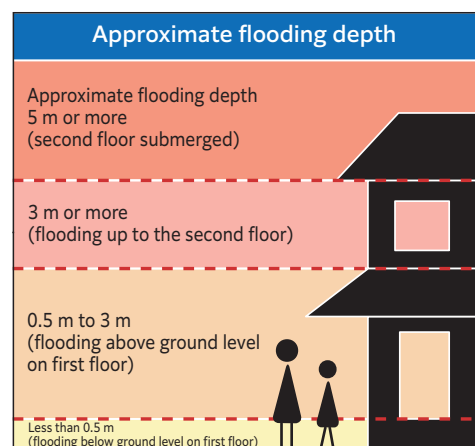 Approximate flooding depth
Approximate flooding depth
5 m or more
(second floor submerged)
3 m or more
(flooding up to the second floor)
0.5 m to 3 m
(flooding above ground level
on first floor)
Less than 0.5 m
(flooding below ground level on first floor)